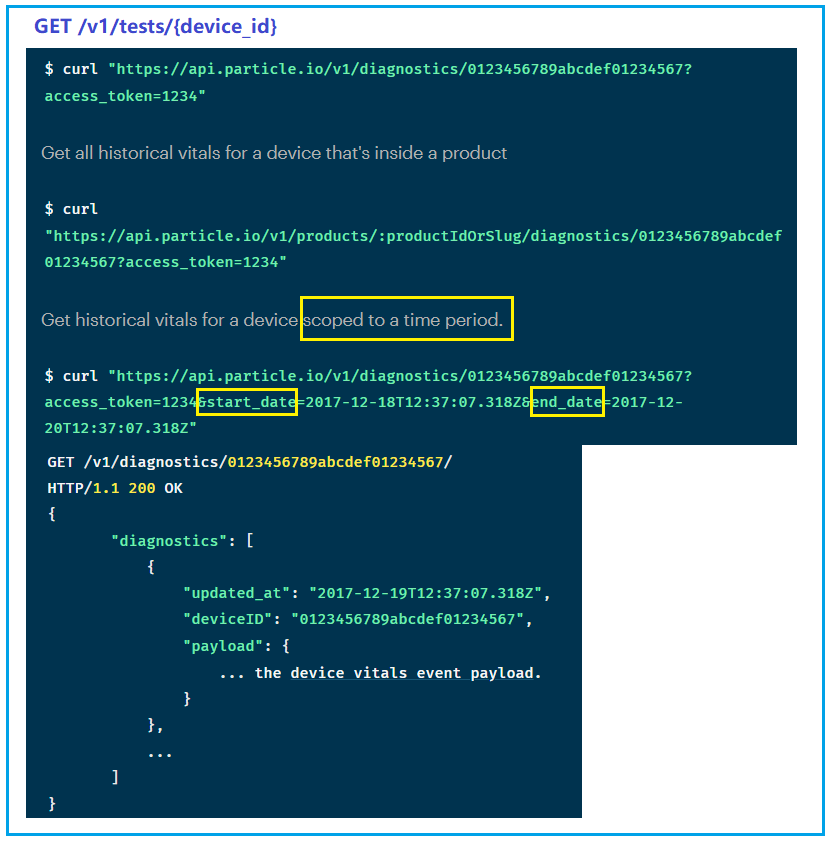 GET /v1/tests/{device_id}
$ curl "https://api.particle.io/v1/diagnostics/0123456789abcdef01234567?
access_token=1234"
Get all historical vitals for a device that's inside a product
$ curl
"https://api.particle.io/v1/products/:productIdOrSlug/diagnostics/0123456789abcdef
01234567?access_token=1234"
Get historical vitals for a device scoped to a time period.
$ curl "https://api.particle.io/v1/diagnostics/0123456789abcdef01234567?
access_token=1234&start_date=2017-12-18T12:37:07.318Z&end_date=2017-12-
20T12:37:07.318Z"
GET /v1/diagnostics/0123456789abcdef01234567/
HTTP/1.1 200 OK
{
"diagnostics": [
{
"updated_at": "2017-12-19T12:37:07.318Z",
"deviceID": "0123456789abcdef01234567",
"payload": {
... the device vitals event payload.
}
},
...
]
}